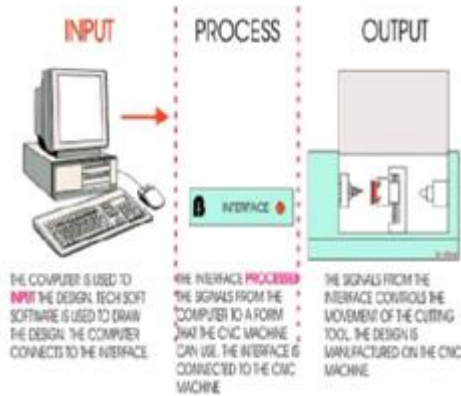 INPUT
PROCESS
OUTPUT
INTERFACE
THE COMPUTER IS USED TO
INPUT THE DESIGN. TECH SOFT
SOFTWARE IS USED TO DRAW
THE DESIGN. THE COMPUTER
CONNECTS TO THE INTERFACE.
THE INTERFACE PROCESSES
THE SIGNALS FROM THE
COMPUTER TO A FORM
THAT THE CNC MACHINE
CAN USE. THE INTERFACE IS
CONNECTED TO THE CNC
MACHINE
THE SIGNALS FROM THE
INTERFACE CONTROLS THE
MOVEMENT OF THE CUTTING
TOOL. THE DESIGN IS
MANUFACTURED ON THE CNC
MACHINE.